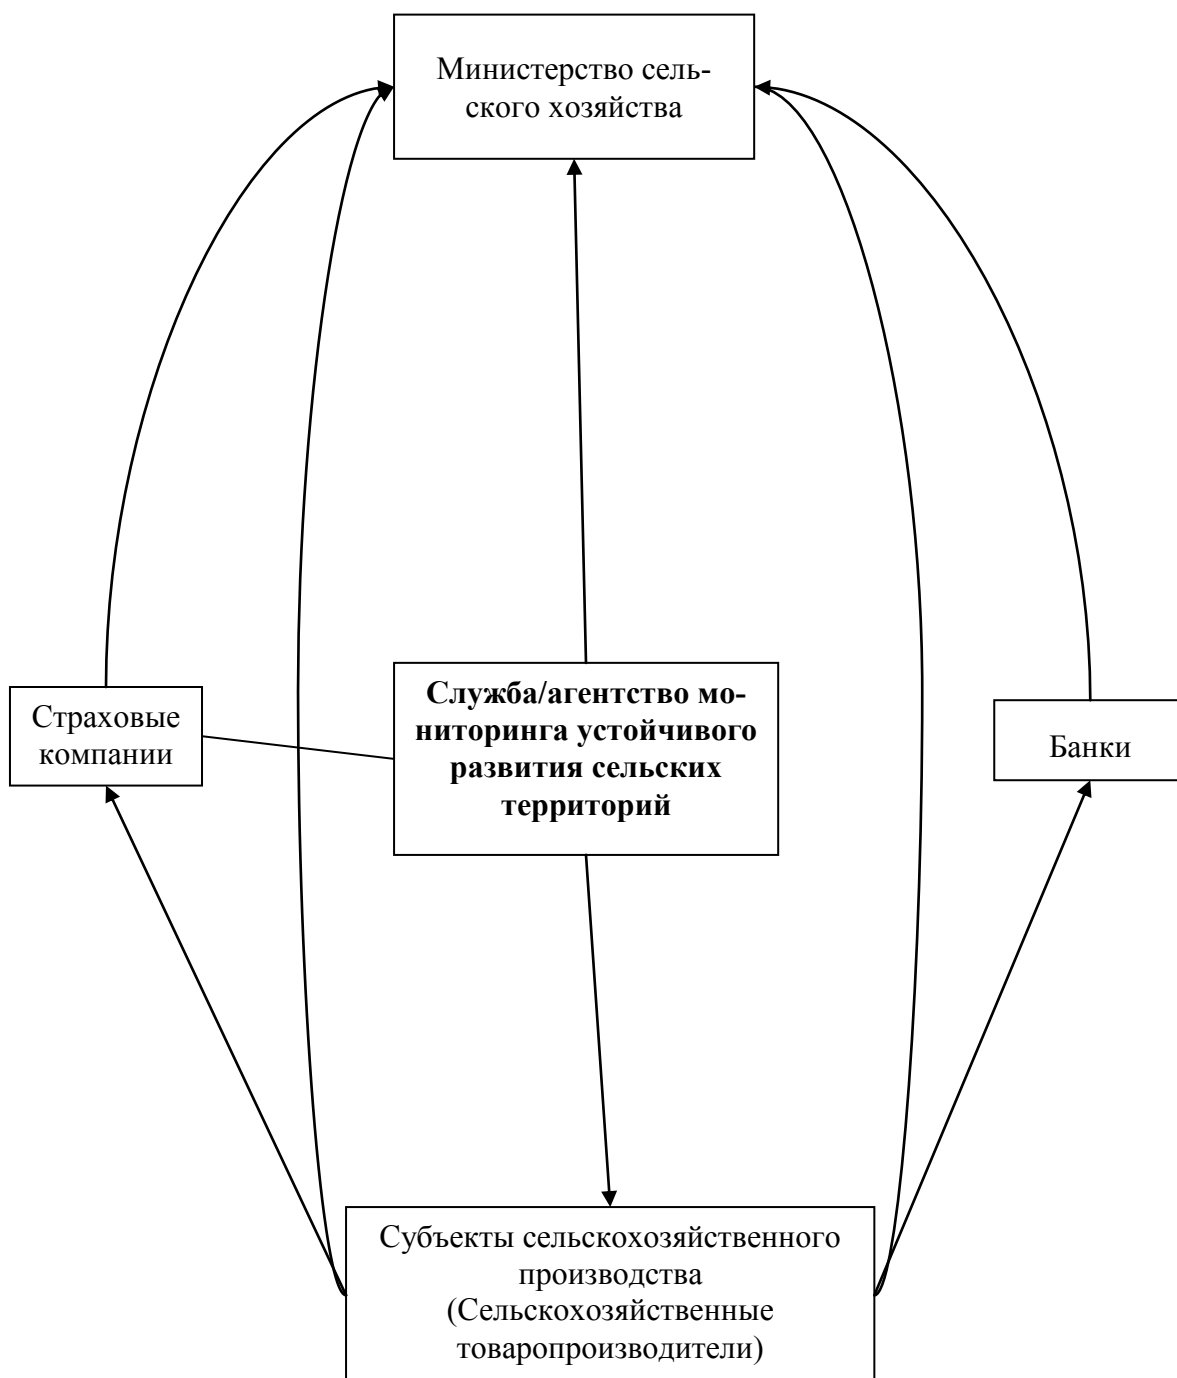 Министерство сель-
ского хозяйства
Страховые
компании
Служба/агентство мо-
ниторинга устойчивого
развития сельских
территорий
Банки
Субъекты сельскохозяйственного
производства
(Сельскохозяйственные
товаропроизводители)